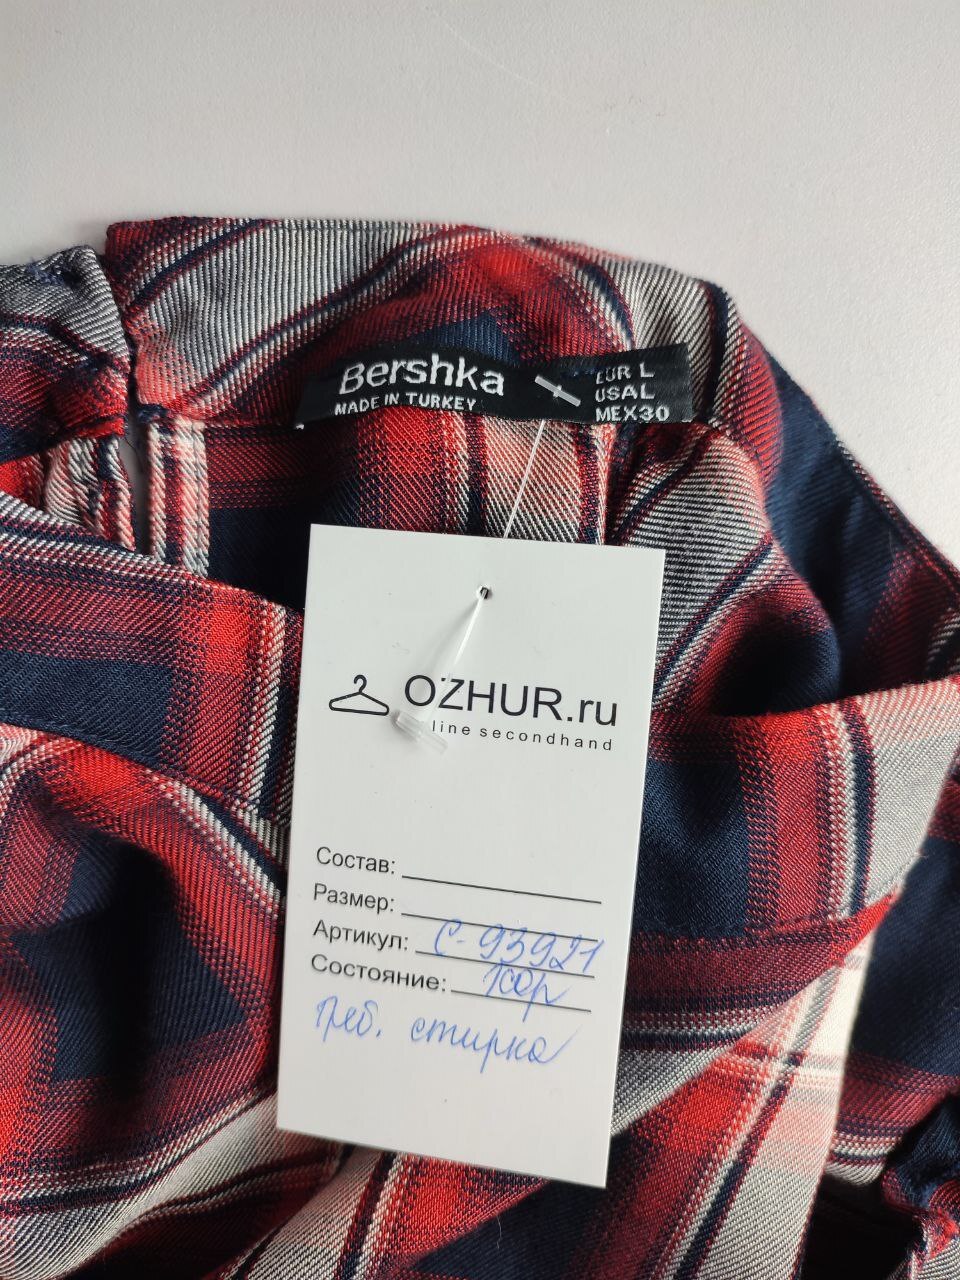 Bershka
MADE IN TURKEY
EUR L
USA L
MEX 30
OZHUR.ru
line secondhand
Состав:
Размер:
Артикул: С-93921
Состояние: хор
треб. стирка